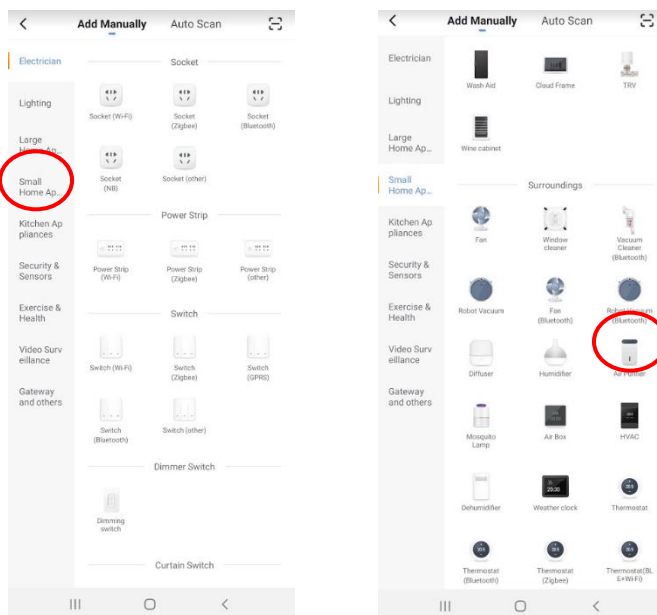 Add Manually Auto Scan
Electrician
Lighting
Large
Home Ap...
Small
Home Ap...
Kitchen Ap
pliances
Security &
Sensors
Exercise &
Health
Video Surv
eillance
Gateway
and others
Socket
Socket (Wi-Fi)
Socket
(Zigbee)
Socket
(Bluetooth)
Socket
(NB)
Socket (other)
Power Strip
Power Strip
(Wi-Fi)
Power Strip
(Zigbee)
Power Strip
(other)
Switch
Switch (Wi-Fi)
Switch
(Zigbee)
Switch
(GPRS)
Switch
(Bluetooth)
Switch (other)
Dimmer Switch
Dimming
switch
Curtain Switch
Add Manually Auto Scan
Electrician
Lighting
Large
Home Ap...
Small
Home Ap...
Kitchen Ap
pliances
Security &
Sensors
Exercise &
Health
Video Surv
eillance
Gateway
and others
Wash Aid
Cloud Frame
TRV
Wine cabinet
Surroundings
Fan
Window
cleaner
Vacuum
Cleaner
(Bluetooth)
Robot Vacuum
Fan
(Bluetooth)
Robot Vacuum
(Bluetooth)
Diffuser
Humidifier
Air Purifier
Mosquito
Lamp
Air Box
HVAC
Dehumidifier
Weather clock
Thermostat
Thermostat
(Bluetooth)
Thermostat
(Zigbee)
Thermostat(BL
E+Wi-Fi)